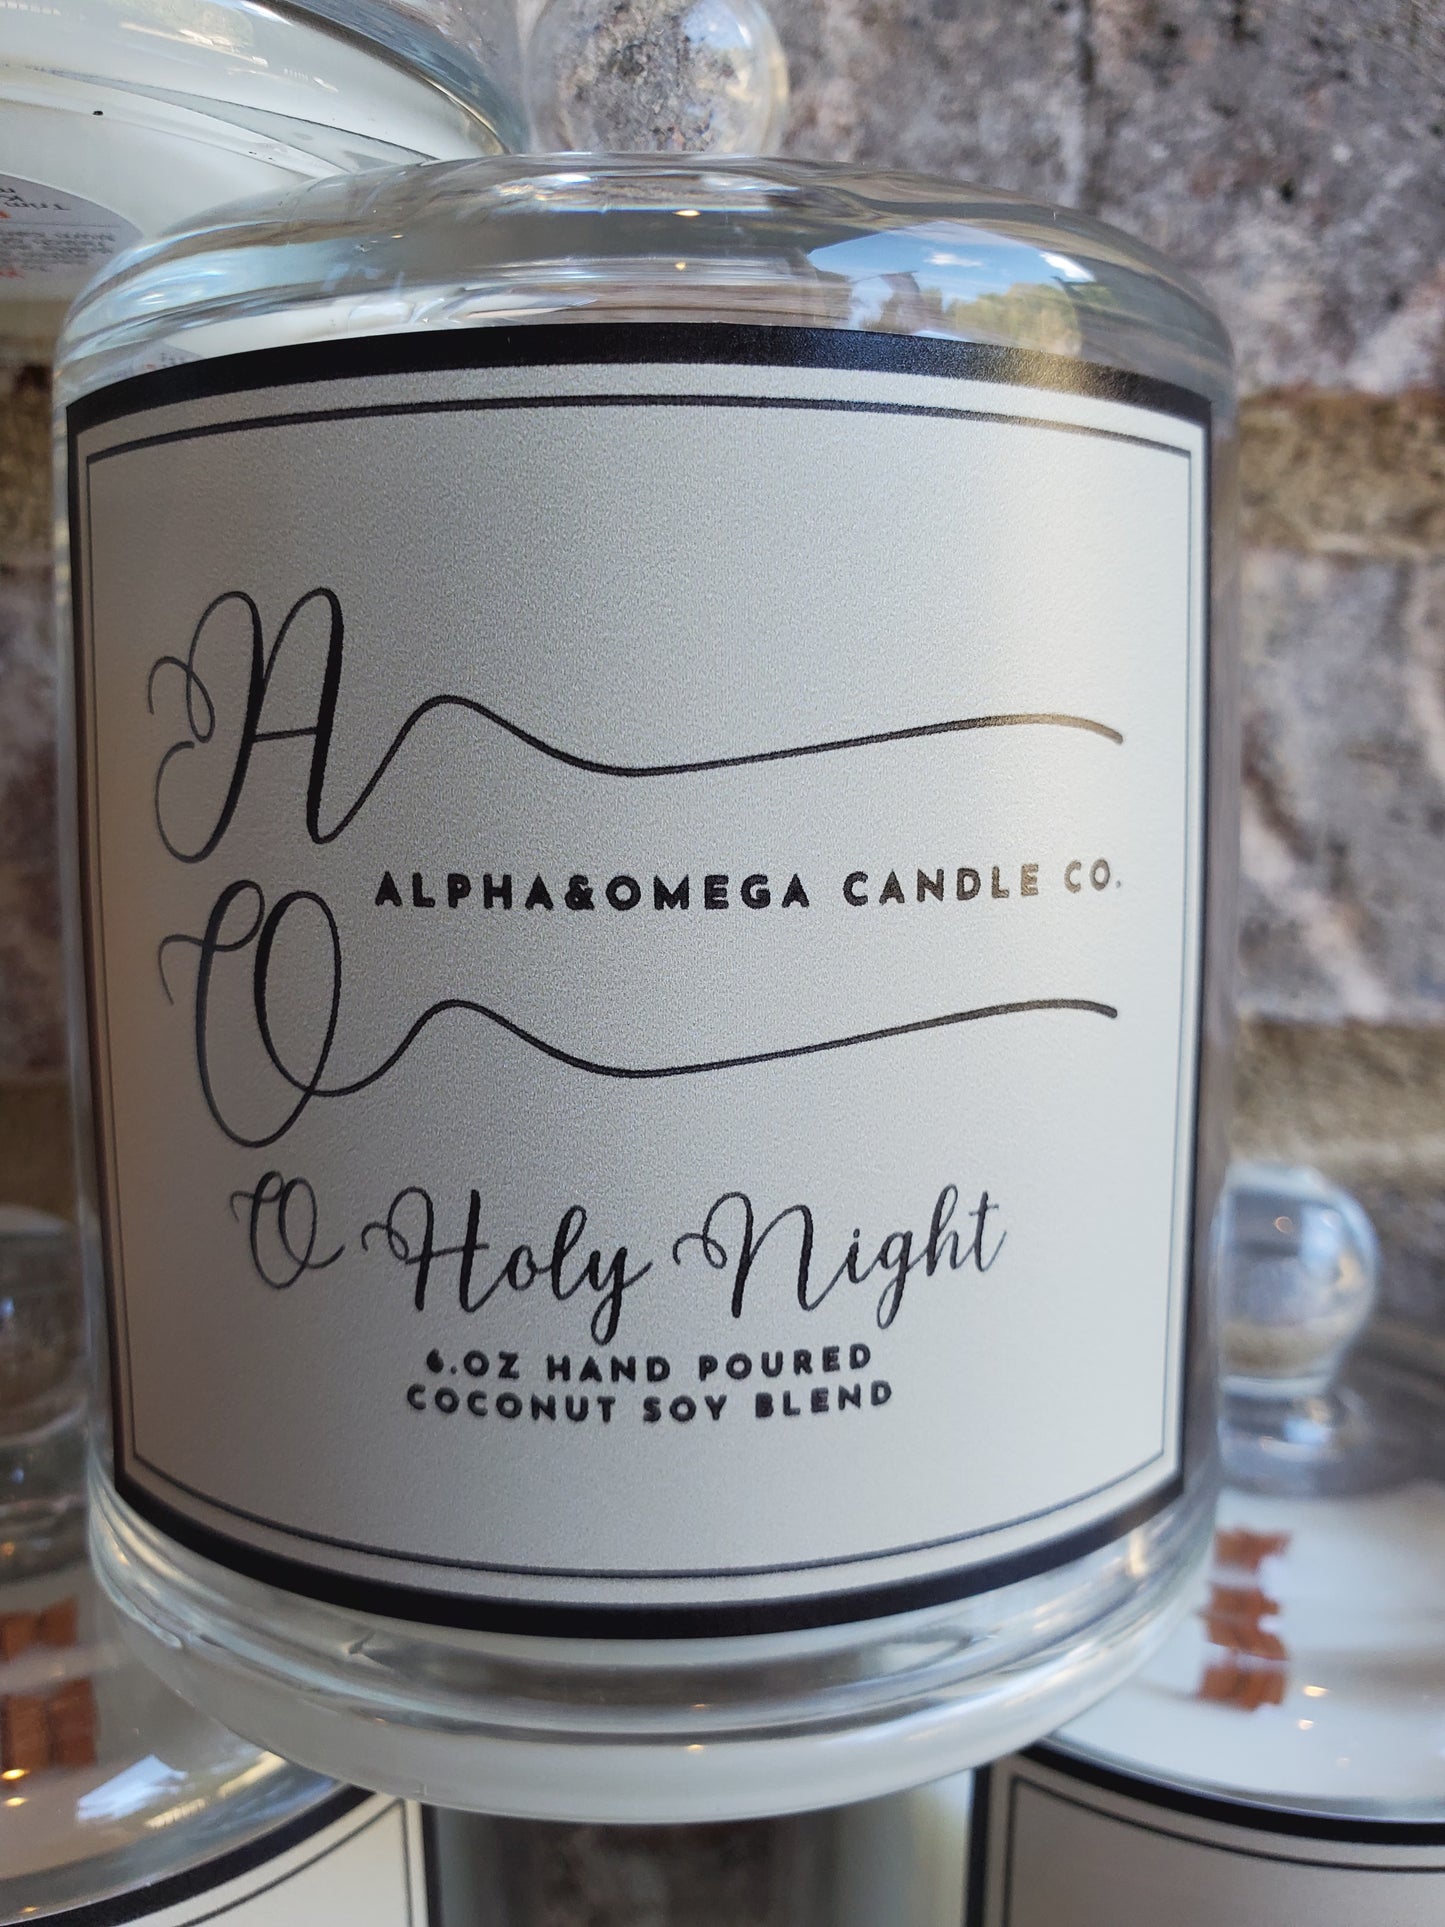 A
ALPHA&OMEGA CANDLE CO.
O
O Holy Night
6.OZ HAND POURED
COCONUT SOY BLEND